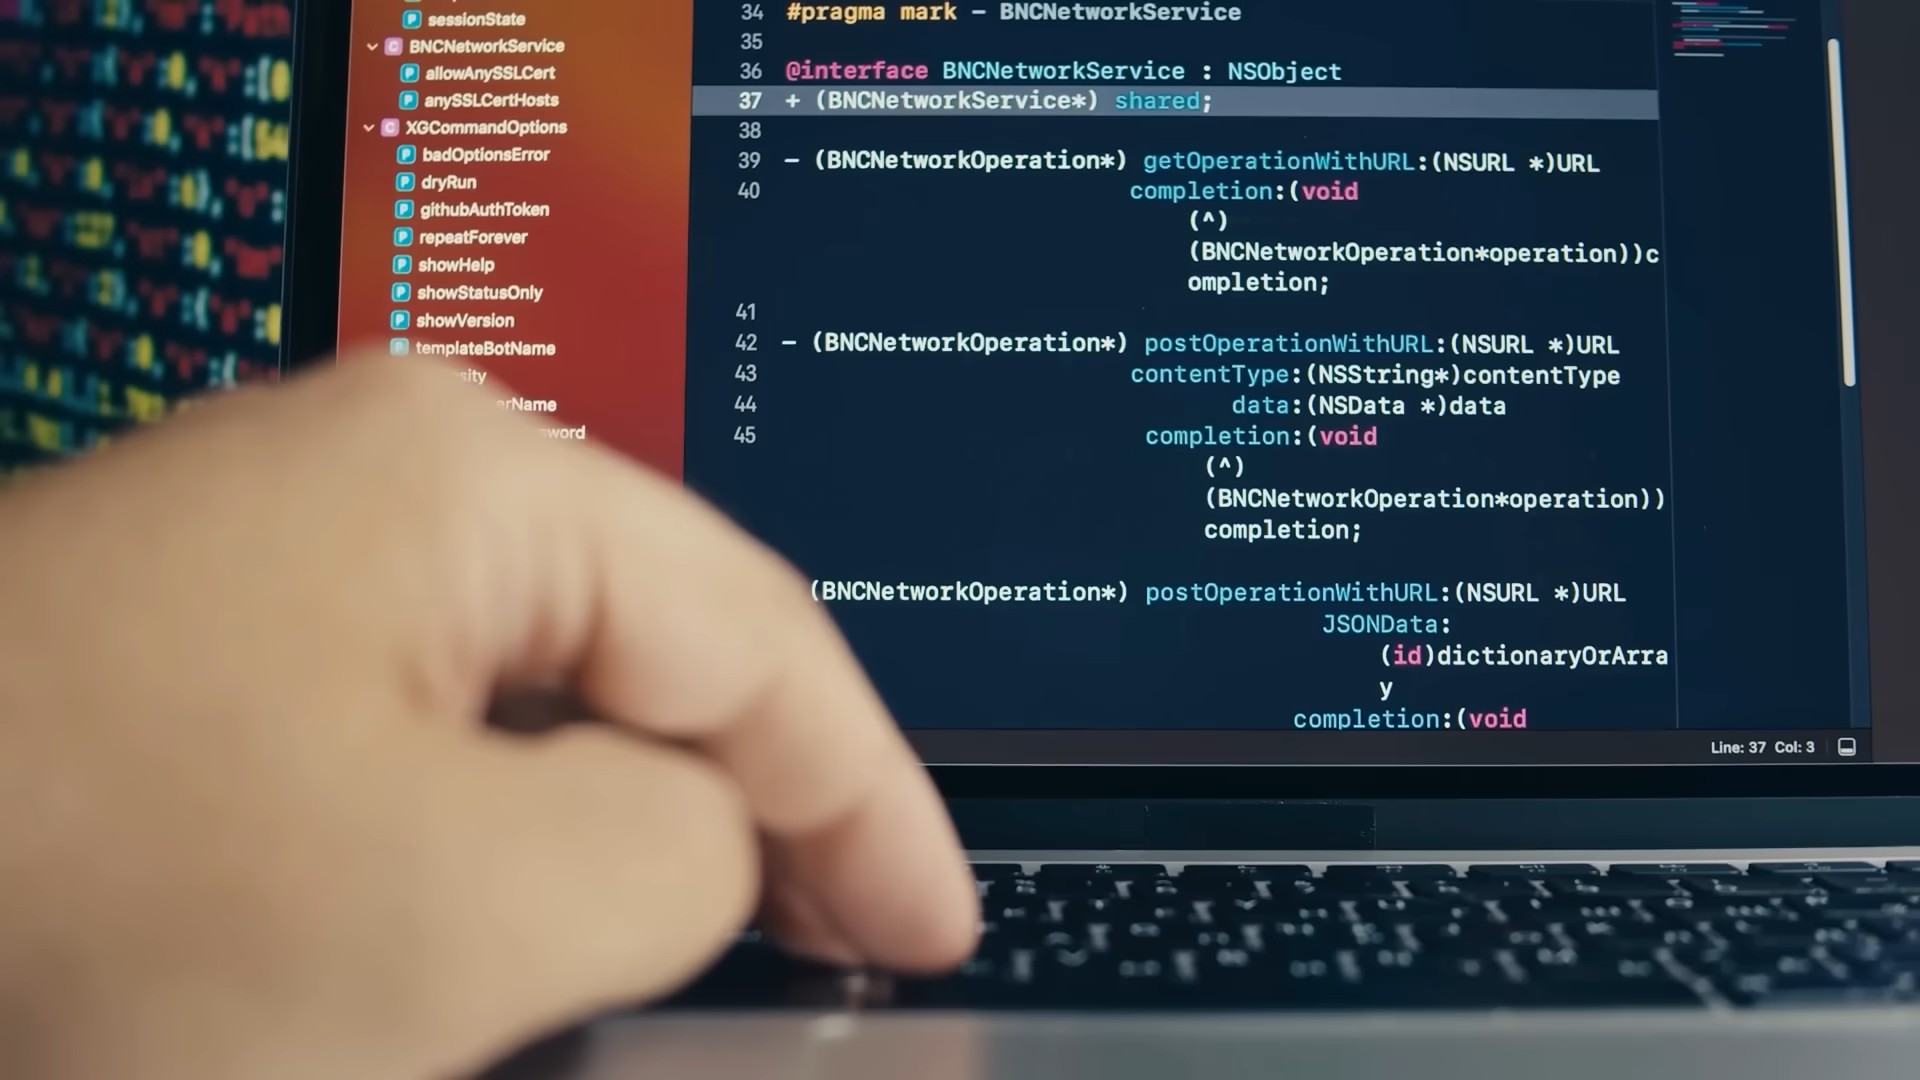 sessionState
BNCNetworkService
allowAnySSLCert
anySSLCertHosts
XGCommandOptions
badOptionsError
dryRun
githubAuthToken
repeatForever
showHelp
showStatusOnly
showVersion
templateBotName
sity
erName
sword
34 #pragma mark – BNCNetworkService
35
36 @interface BNCNetworkService : NSObject
37 + (BNCNetworkService*) shared;
38
39 – (BNCNetworkOperation*) getOperationWithURL:(NSURL *)URL
40 completion:(void
(^)
(BNCNetworkOperation*operation))c
ompletion;
41
42 – (BNCNetworkOperation*) postOperationWithURL:(NSURL *)URL
43 contentType:(NSString*)contentType
44 data:(NSData *)data
45 completion:(void
(^)
(BNCNetworkOperation*operation))
completion;
(BNCNetworkOperation*) postOperationWithURL:(NSURL *)URL
JSONData:
(id)dictionaryOrArra
y
completion:(void
Line: 37 Col: 3